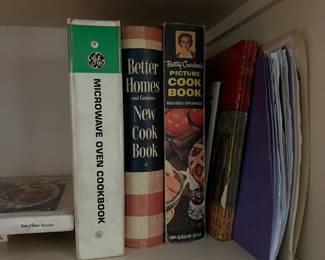 GE
MICROWAVE OVEN COOKBOOK
Better
Homes
and Gardens
New
Cook
Book
Betty Crocker's
PICTURE
COOK
BOOK
REVISED · ENLARGED
McGRAW-HILL